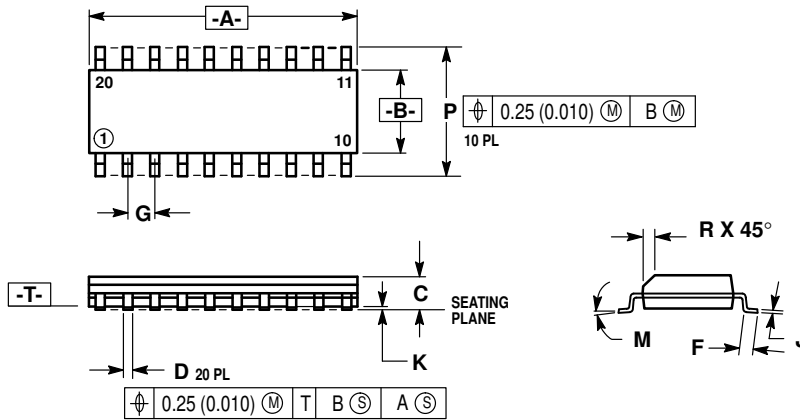 -A-
20 11
-B- P ⌖ 0.25 (0.010) Ⓜ B Ⓜ
10 PL
① 10
G
R X 45°
-T-
C SEATING
PLANE
K
M F J
D 20 PL
⌖ 0.25 (0.010) Ⓜ T B Ⓢ A Ⓢ